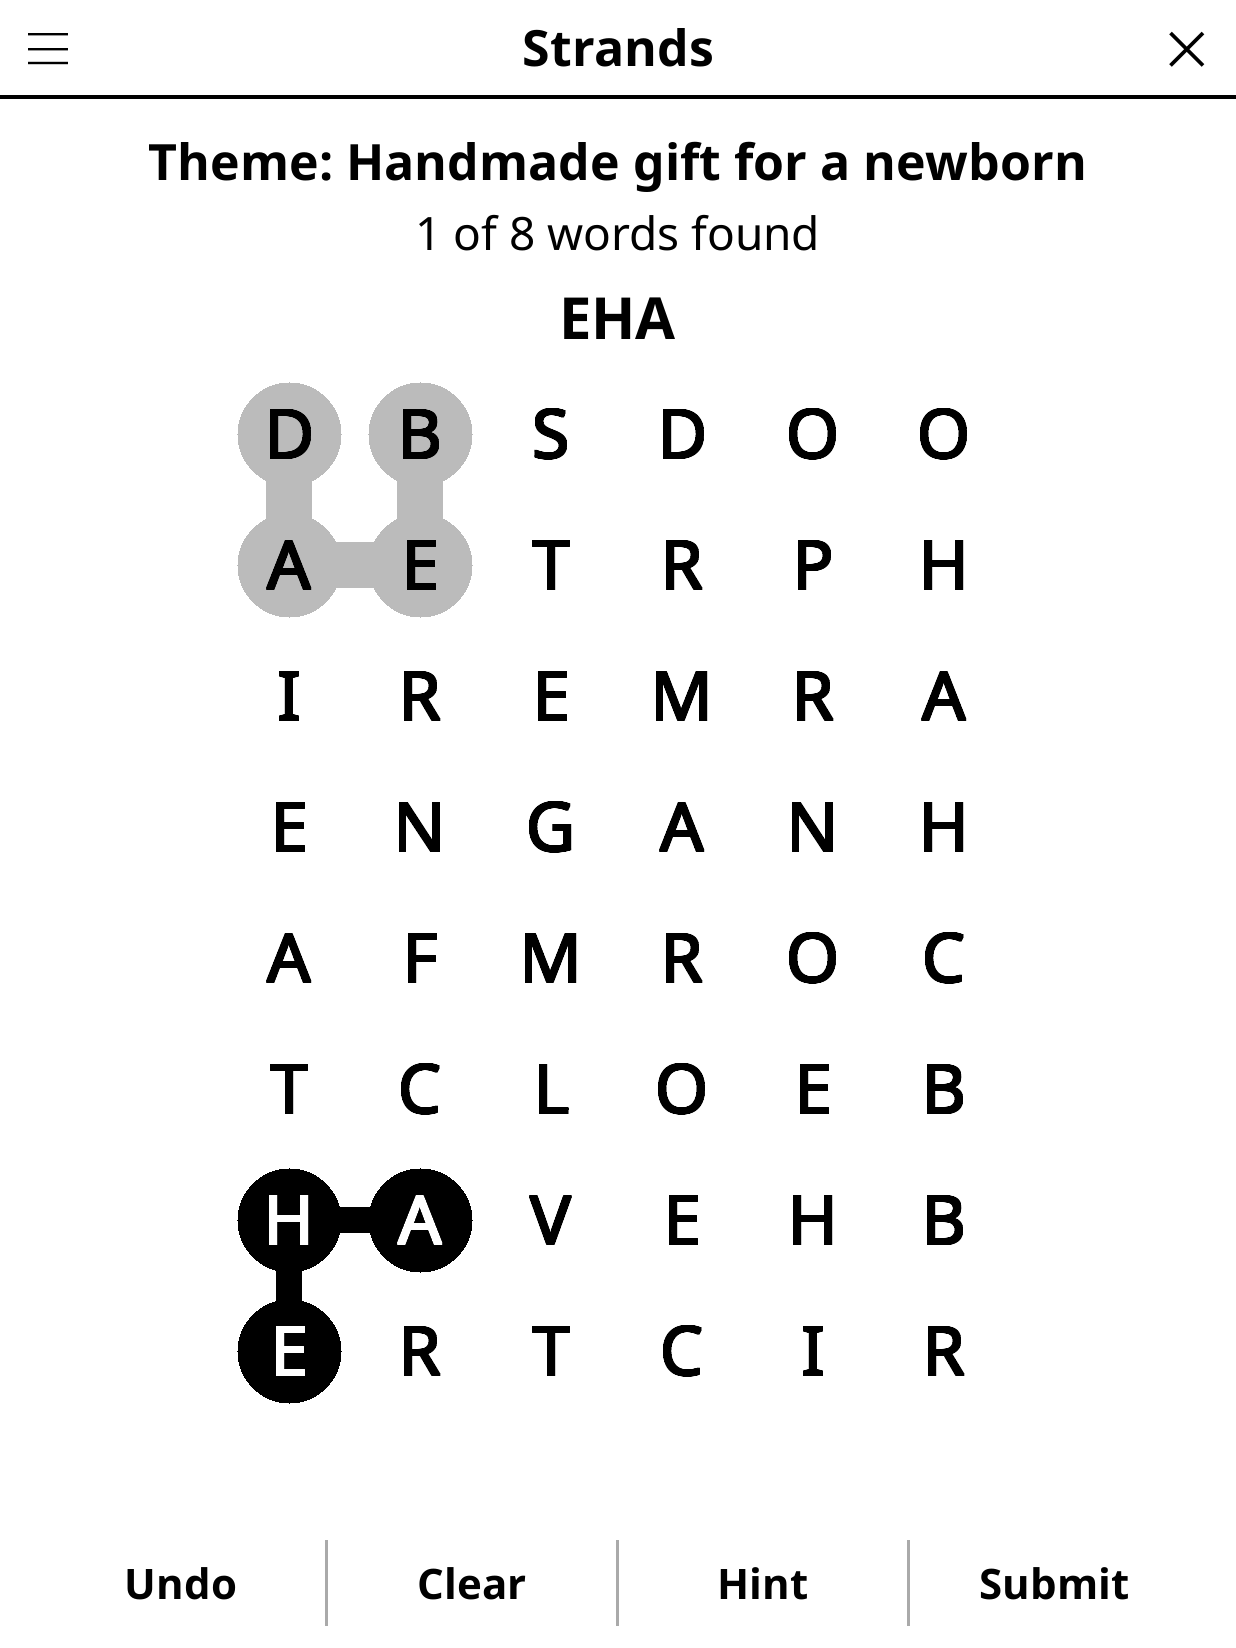 Strands
Theme: Handmade gift for a newborn
1 of 8 words found
EHA
D B S D O O
A E T R P H
I R E M R A
E N G A N H
A F M R O C
T C L O E B
H A V E H B
E R T C I R
Undo Clear Hint Submit